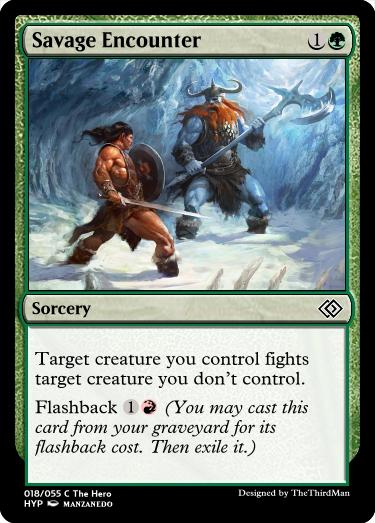 Savage Encounter 1
Sorcery
Target creature you control fights
target creature you don't control.
Flashback 1 (You may cast this
card from your graveyard for its
flashback cost. Then exile it.)
018/055 C The Hero
Designed by TheThirdMan
HYP MANZANEDO